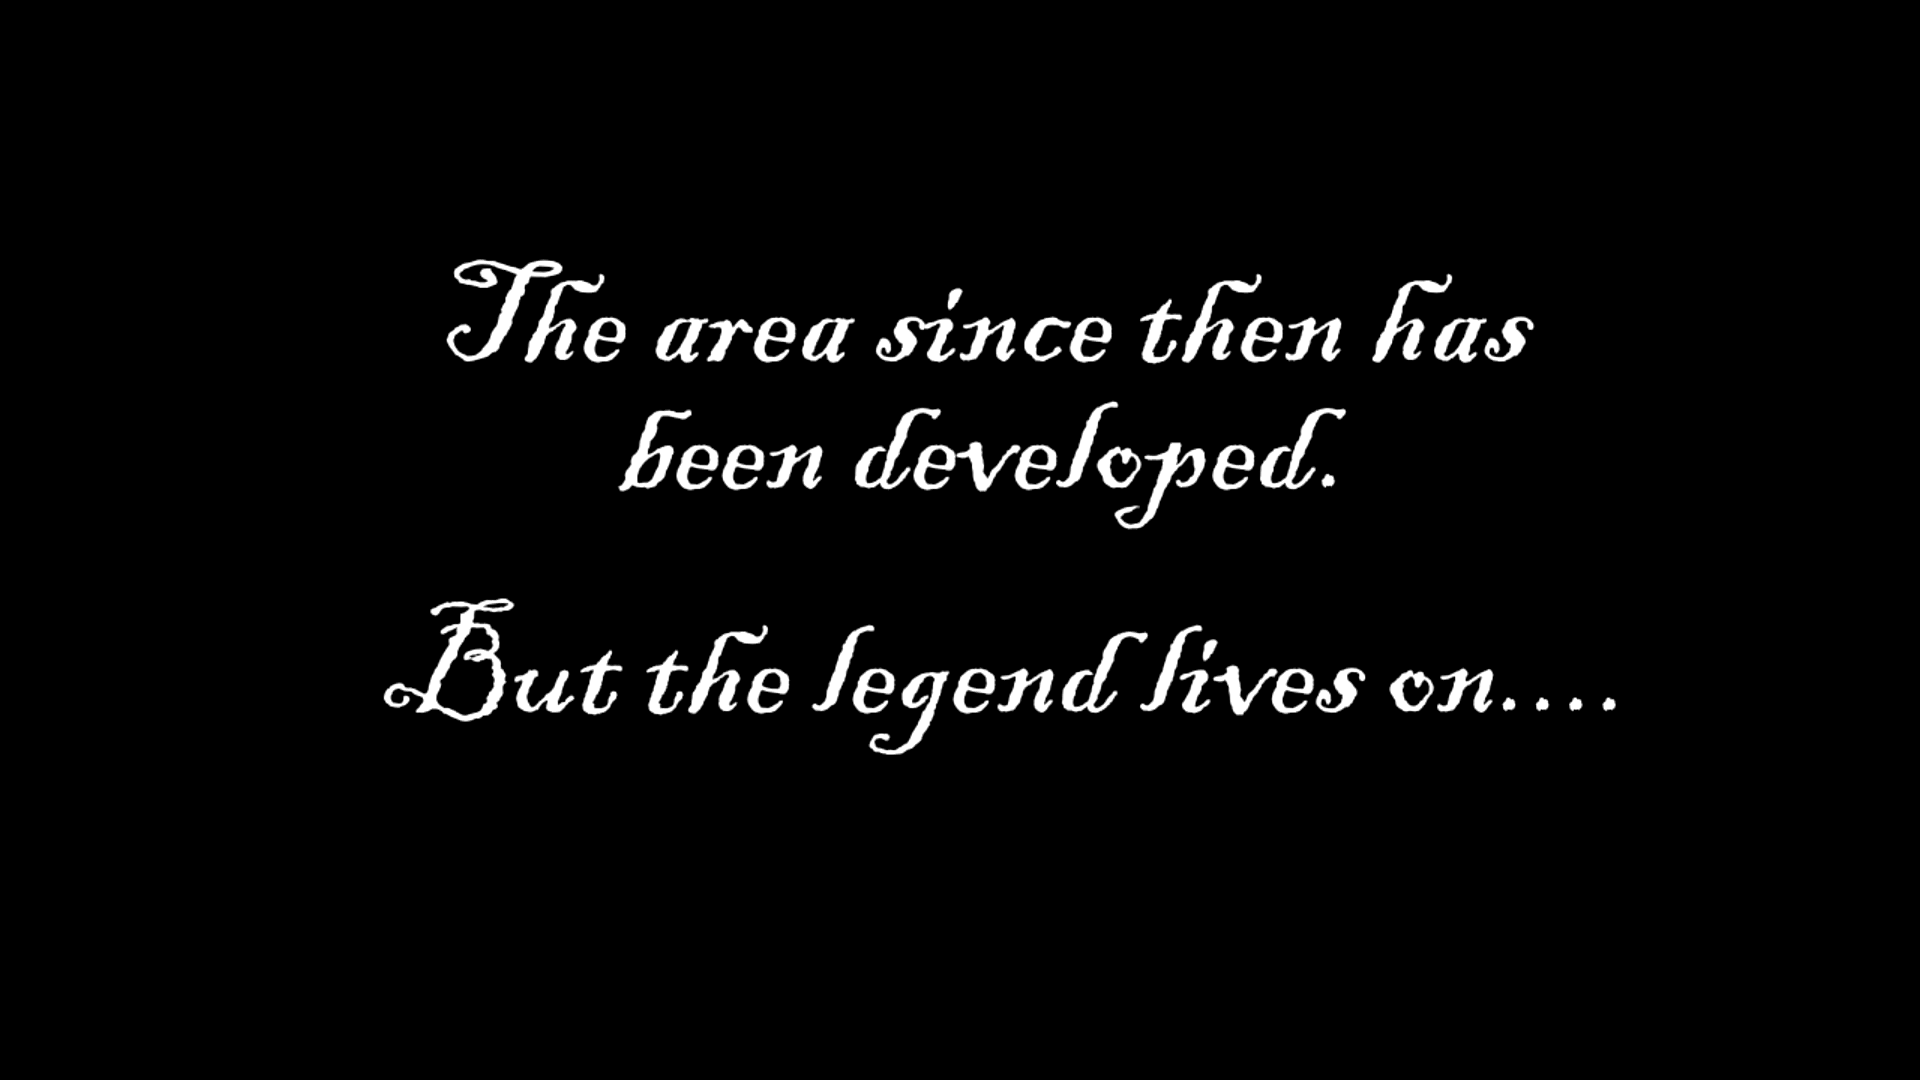 The area since then has
been developed.
But the legend lives on....